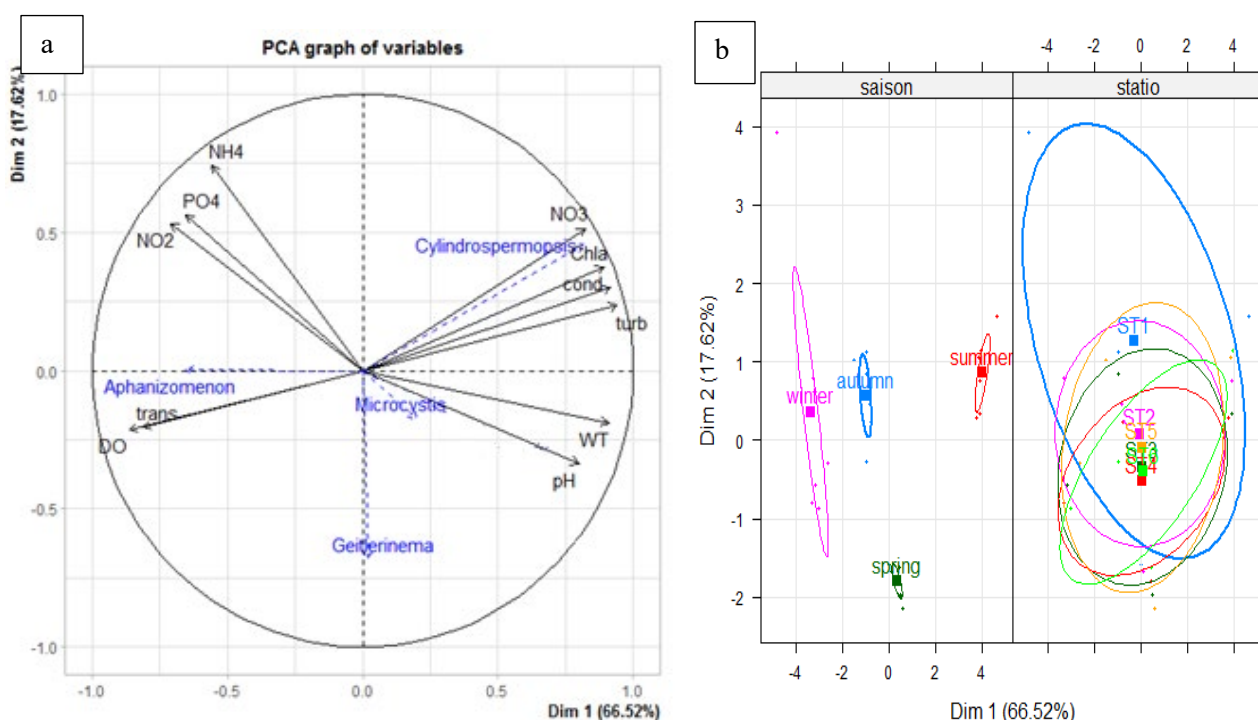 a
PCA graph of variables
Dim 2 (17.62%)
1.0
0.5
0.0
-0.5
-1.0
NH4
PO4
NO2
NO3
Cylindrospermopsis
Chla
cond
turb
Aphanizomenon
trans
DO
Microcystis
WT
pH
Geitlerinema
-1.0 -0.5 0.0 0.5 1.0
Dim 1 (66.52%)
b
-4 -2 0 2 4
saison statio
Dim 2 (17.62%)
4
3
2
1
0
-1
-2
winter
autumn
summer
spring
ST1
ST2
ST3
ST4
-4 -2 0 2 4
Dim 1 (66.52%)